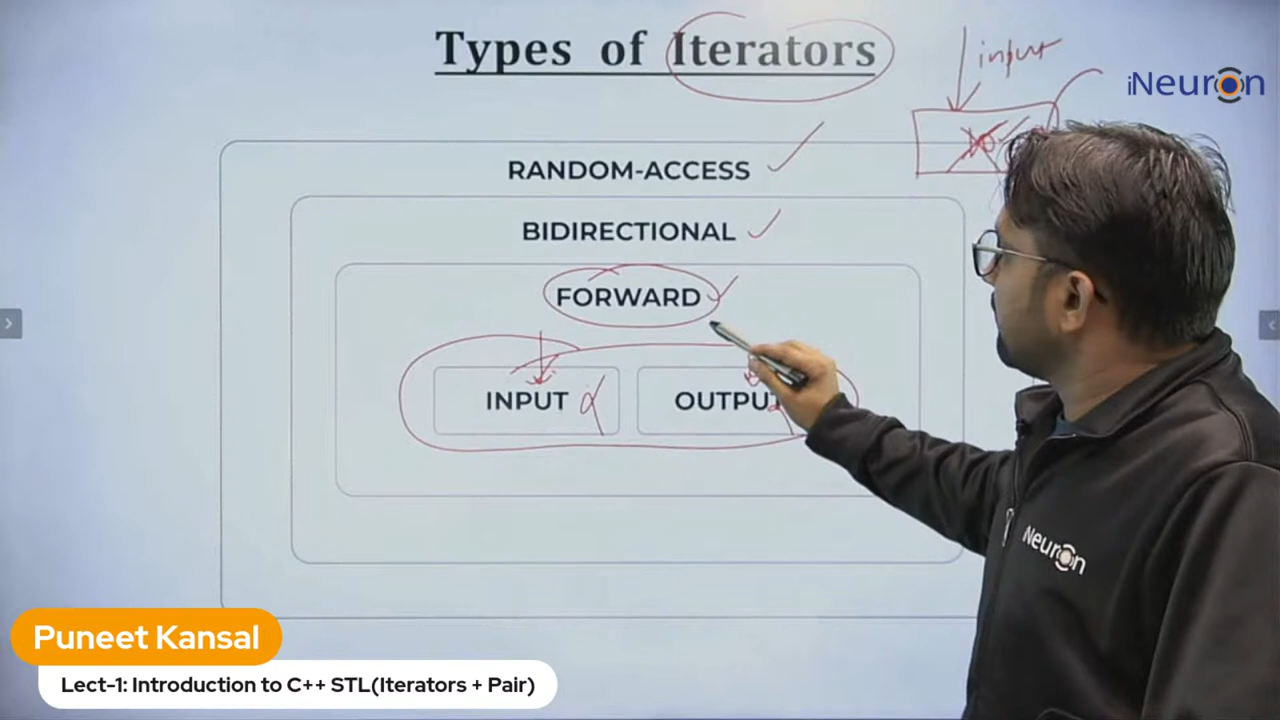 Types of Iterators
input
iNeuron
RANDOM-ACCESS
BIDIRECTIONAL
FORWARD
INPUT
OUTPUT
iNeuron
Puneet Kansal
Lect-1: Introduction to C++ STL(Iterators + Pair)